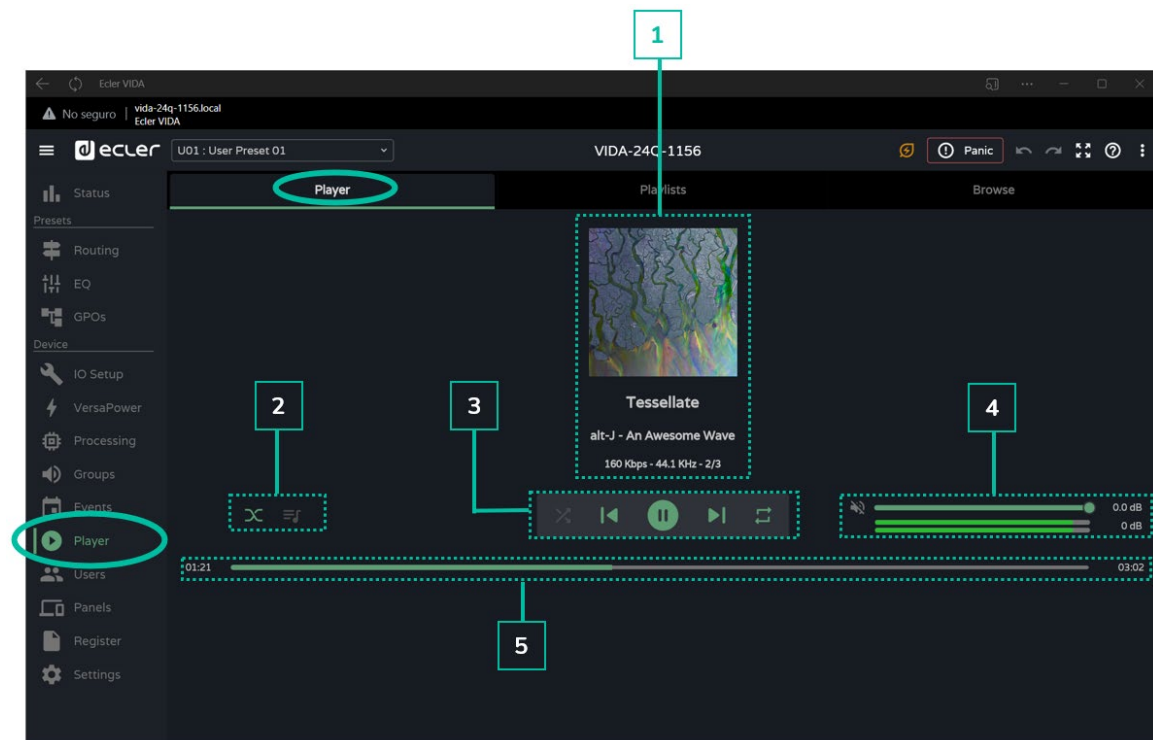 1
Ecler VIDA
No seguro | vida-24q-1156.local
Ecler VIDA
ecler
U01 : User Preset 01
VIDA-24Q-1156
Panic
Status
Player
Playlists
Browse
Presets
Routing
EQ
GPOs
Device
IO Setup
VersaPower
Processing
Groups
Events
Player
Users
Panels
Register
Settings
Tessellate
alt-J - An Awesome Wave
160 Kbps - 44.1 KHz - 2/3
2
3
4
0.0 dB
0 dB
01:21
03:02
5